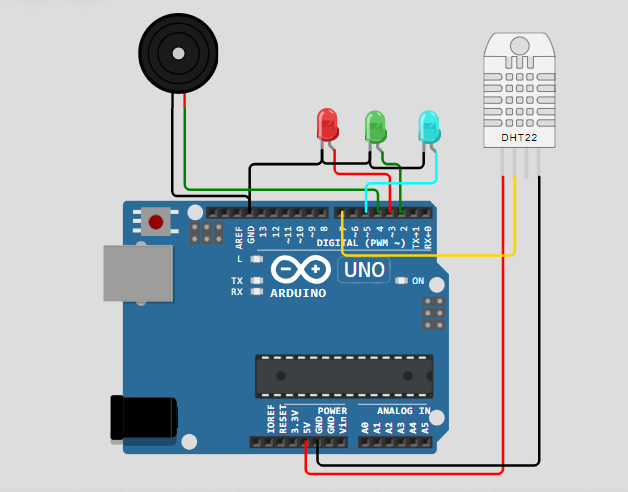 DHT22
AREF
GND
13
12
~11
~10
~9
8
7
~6
~5
4
~3
2
TX→1
RX←0
DIGITAL (PWM ~)
L
TX
RX
UNO
ARDUINO
ON
IOREF
RESET
3.3V
5V
GND
GND
Vin
POWER
ANALOG IN
A0
A1
A2
A3
A4
A5